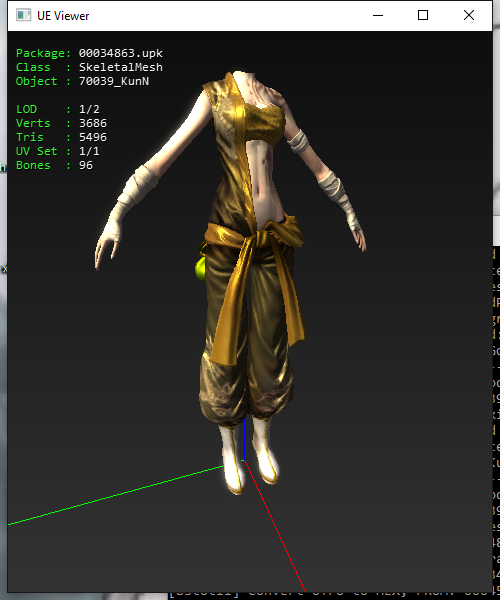 UE Viewer
Package: 00034863.upk
Class  : SkeletalMesh
Object : 70039_KunN
LOD    : 1/2
Verts  : 3686
Tris   : 5496
UV Set : 1/1
Bones  : 96